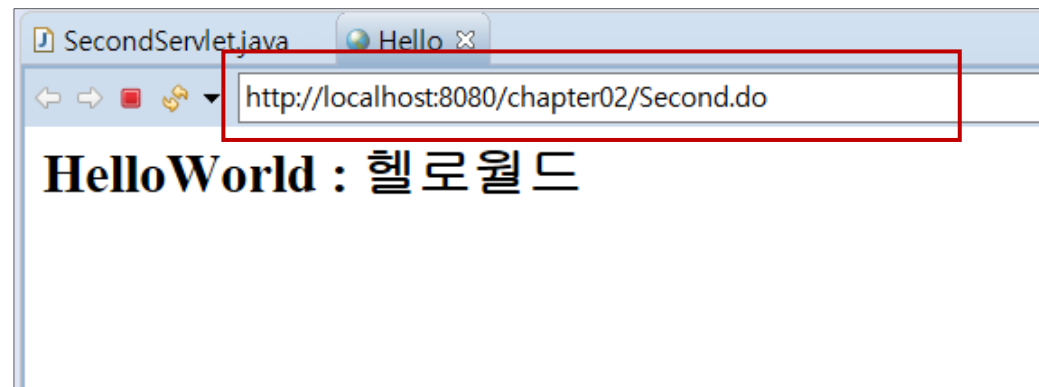 SecondServlet.java Hello
http://localhost:8080/chapter02/Second.do
HelloWorld : 헬로월드